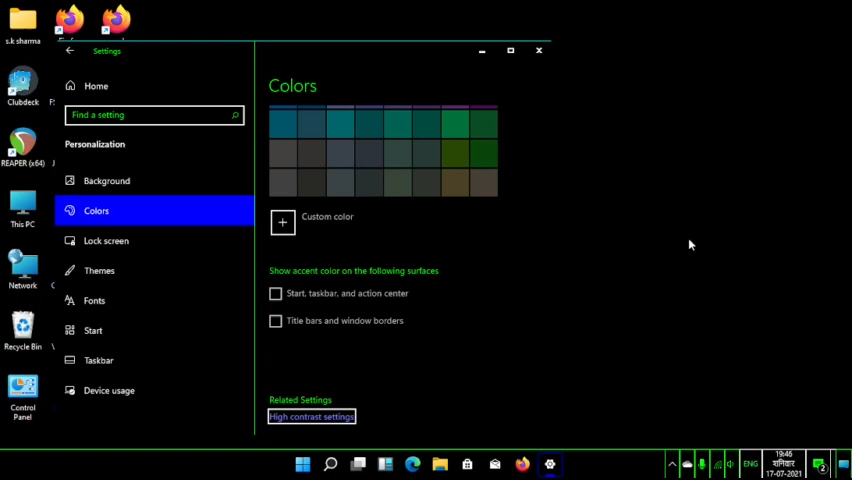 s.k sharma
Settings
Clubdeck
REAPER (x64)
This PC
Network
Recycle Bin
Control
Panel
Home
Find a setting
Personalization
Background
Colors
Lock screen
Themes
Fonts
Start
Taskbar
Device usage
Colors
Custom color
Show accent color on the following surfaces
Start, taskbar, and action center
Title bars and window borders
Related Settings
High contrast settings
ENG
19:46
शनिवार
17-07-2021
2